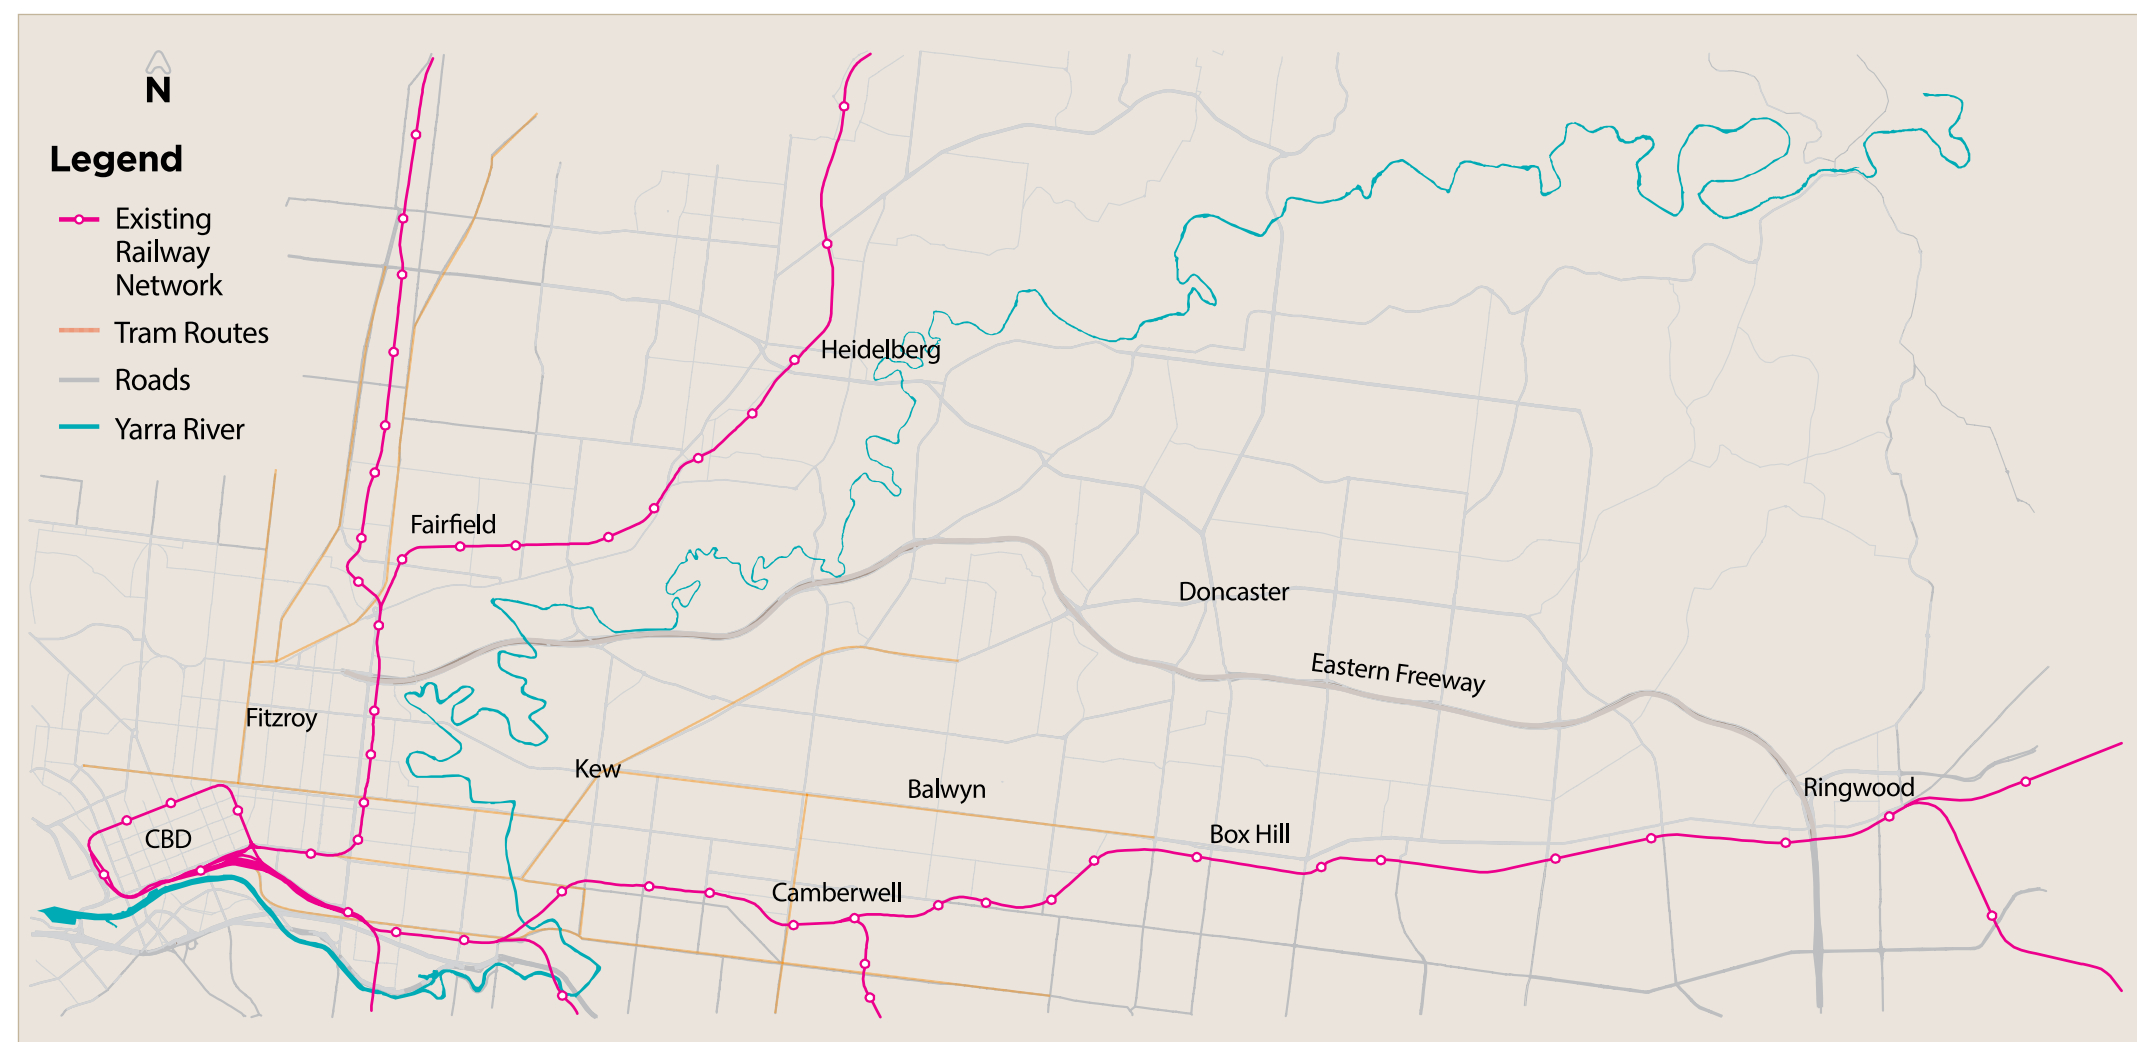 N
Legend
Existing
Railway
Network
Tram Routes
Roads
Yarra River
Heidelberg
Fairfield
Doncaster
Eastern Freeway
Fitzroy
Kew
Balwyn
Ringwood
CBD
Box Hill
Camberwell